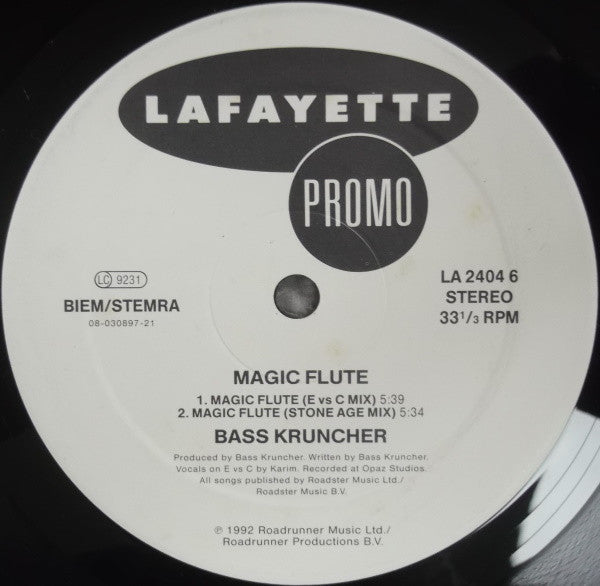 LAFAYETTE
PROMO
LC 9231
BIEM/STEMRA
08-030897-21
LA 2404 6
STEREO
33 1/3 RPM
MAGIC FLUTE
1. MAGIC FLUTE (E vs C MIX) 5:39
2. MAGIC FLUTE (STONE AGE MIX) 5:34
BASS KRUNCHER
Produced by Bass Kruncher. Written by Bass Kruncher.
Vocals on E vs C by Karim. Recorded at Opaz Studios.
All songs published by Roadster Music Ltd./
Roadster Music B.V.
℗ 1992 Roadrunner Music Ltd./
Roadrunner Productions B.V.